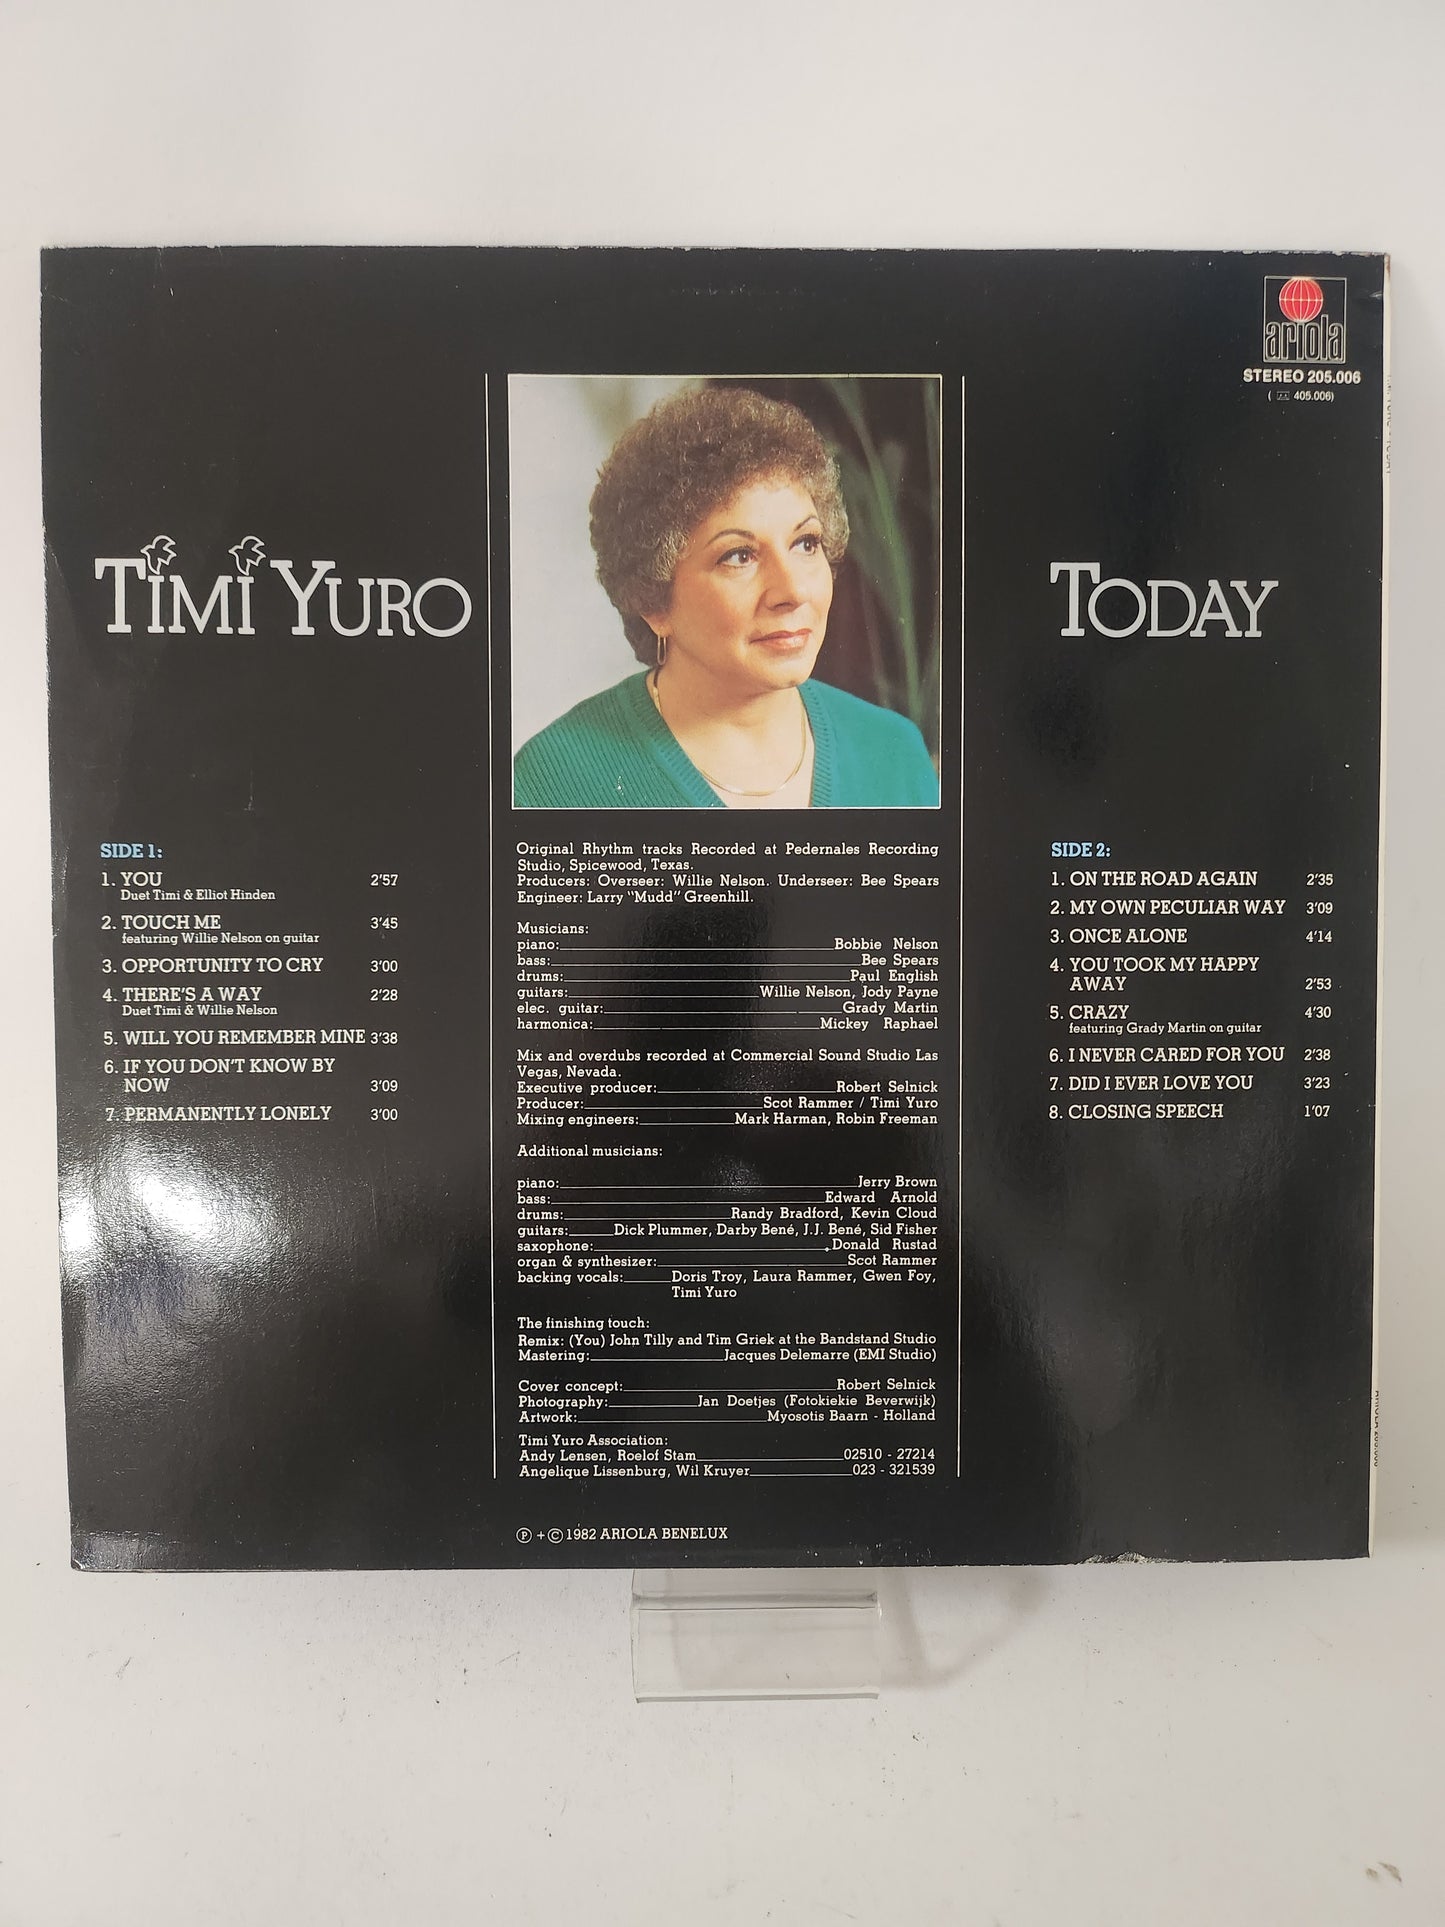 ariola
STEREO 205.006
( 405.006)
TIMI YURO
TODAY
SIDE 1:
1. YOU 2'57
Duet Timi & Elliot Hinden
2. TOUCH ME 3'45
featuring Willie Nelson on guitar
3. OPPORTUNITY TO CRY 3'00
4. THERE'S A WAY 2'28
Duet Timi & Willie Nelson
5. WILL YOU REMEMBER MINE 3'38
6. IF YOU DON'T KNOW BY
NOW 3'09
7. PERMANENTLY LONELY 3'00
Original Rhythm tracks Recorded at Pedernales Recording
Studio, Spicewood, Texas.
Producers: Overseer: Willie Nelson. Underseer: Bee Spears
Engineer: Larry "Mudd" Greenhill.
Musicians:
piano: Bobbie Nelson
bass: Bee Spears
drums: Paul English
guitars: Willie Nelson, Jody Payne
elec. guitar: Grady Martin
harmonica: Mickey Raphael
Mix and overdubs recorded at Commercial Sound Studio Las
Vegas, Nevada.
Executive producer: Robert Selnick
Producer: Scot Rammer / Timi Yuro
Mixing engineers: Mark Harman, Robin Freeman
Additional musicians:
piano: Jerry Brown
bass: Edward Arnold
drums: Randy Bradford, Kevin Cloud
guitars: Dick Plummer, Darby Bené, J.J. Bené, Sid Fisher
saxophone: Donald Rustad
organ & synthesizer: Scot Rammer
backing vocals: Doris Troy, Laura Rammer, Gwen Foy,
Timi Yuro
The finishing touch:
Remix: (You) John Tilly and Tim Griek at the Bandstand Studio
Mastering: Jacques Delemarre (EMI Studio)
Cover concept: Robert Selnick
Photography: Jan Doetjes (Fotokiekie Beverwijk)
Artwork: Myosotis Baarn - Holland
Timi Yuro Association:
Andy Lensen, Roelof Stam 02510 - 27214
Angelique Lissenburg, Wil Kruyer 023 - 321539
Ⓟ + © 1982 ARIOLA BENELUX
SIDE 2:
1. ON THE ROAD AGAIN 2'35
2. MY OWN PECULIAR WAY 3'09
3. ONCE ALONE 4'14
4. YOU TOOK MY HAPPY
AWAY 2'53
5. CRAZY 4'30
featuring Grady Martin on guitar
6. I NEVER CARED FOR YOU 2'38
7. DID I EVER LOVE YOU 3'23
8. CLOSING SPEECH 1'07